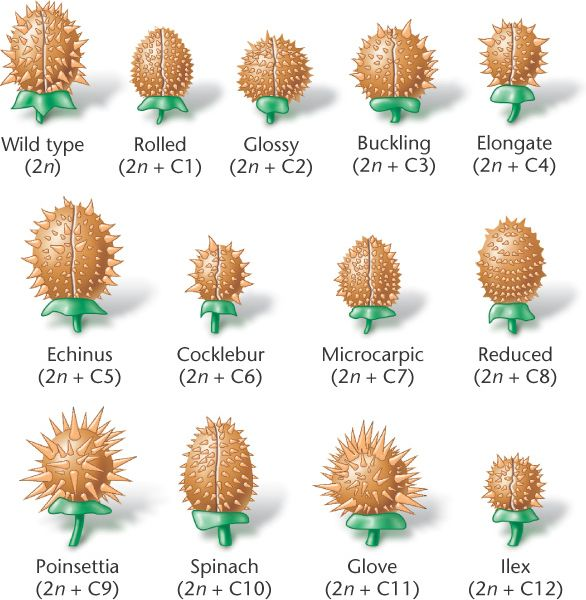 Wild type
(2n)
Rolled
(2n + C1)
Glossy
(2n + C2)
Buckling
(2n + C3)
Elongate
(2n + C4)
Echinus
(2n + C5)
Cocklebur
(2n + C6)
Microcarpic
(2n + C7)
Reduced
(2n + C8)
Poinsettia
(2n + C9)
Spinach
(2n + C10)
Glove
(2n + C11)
Ilex
(2n + C12)